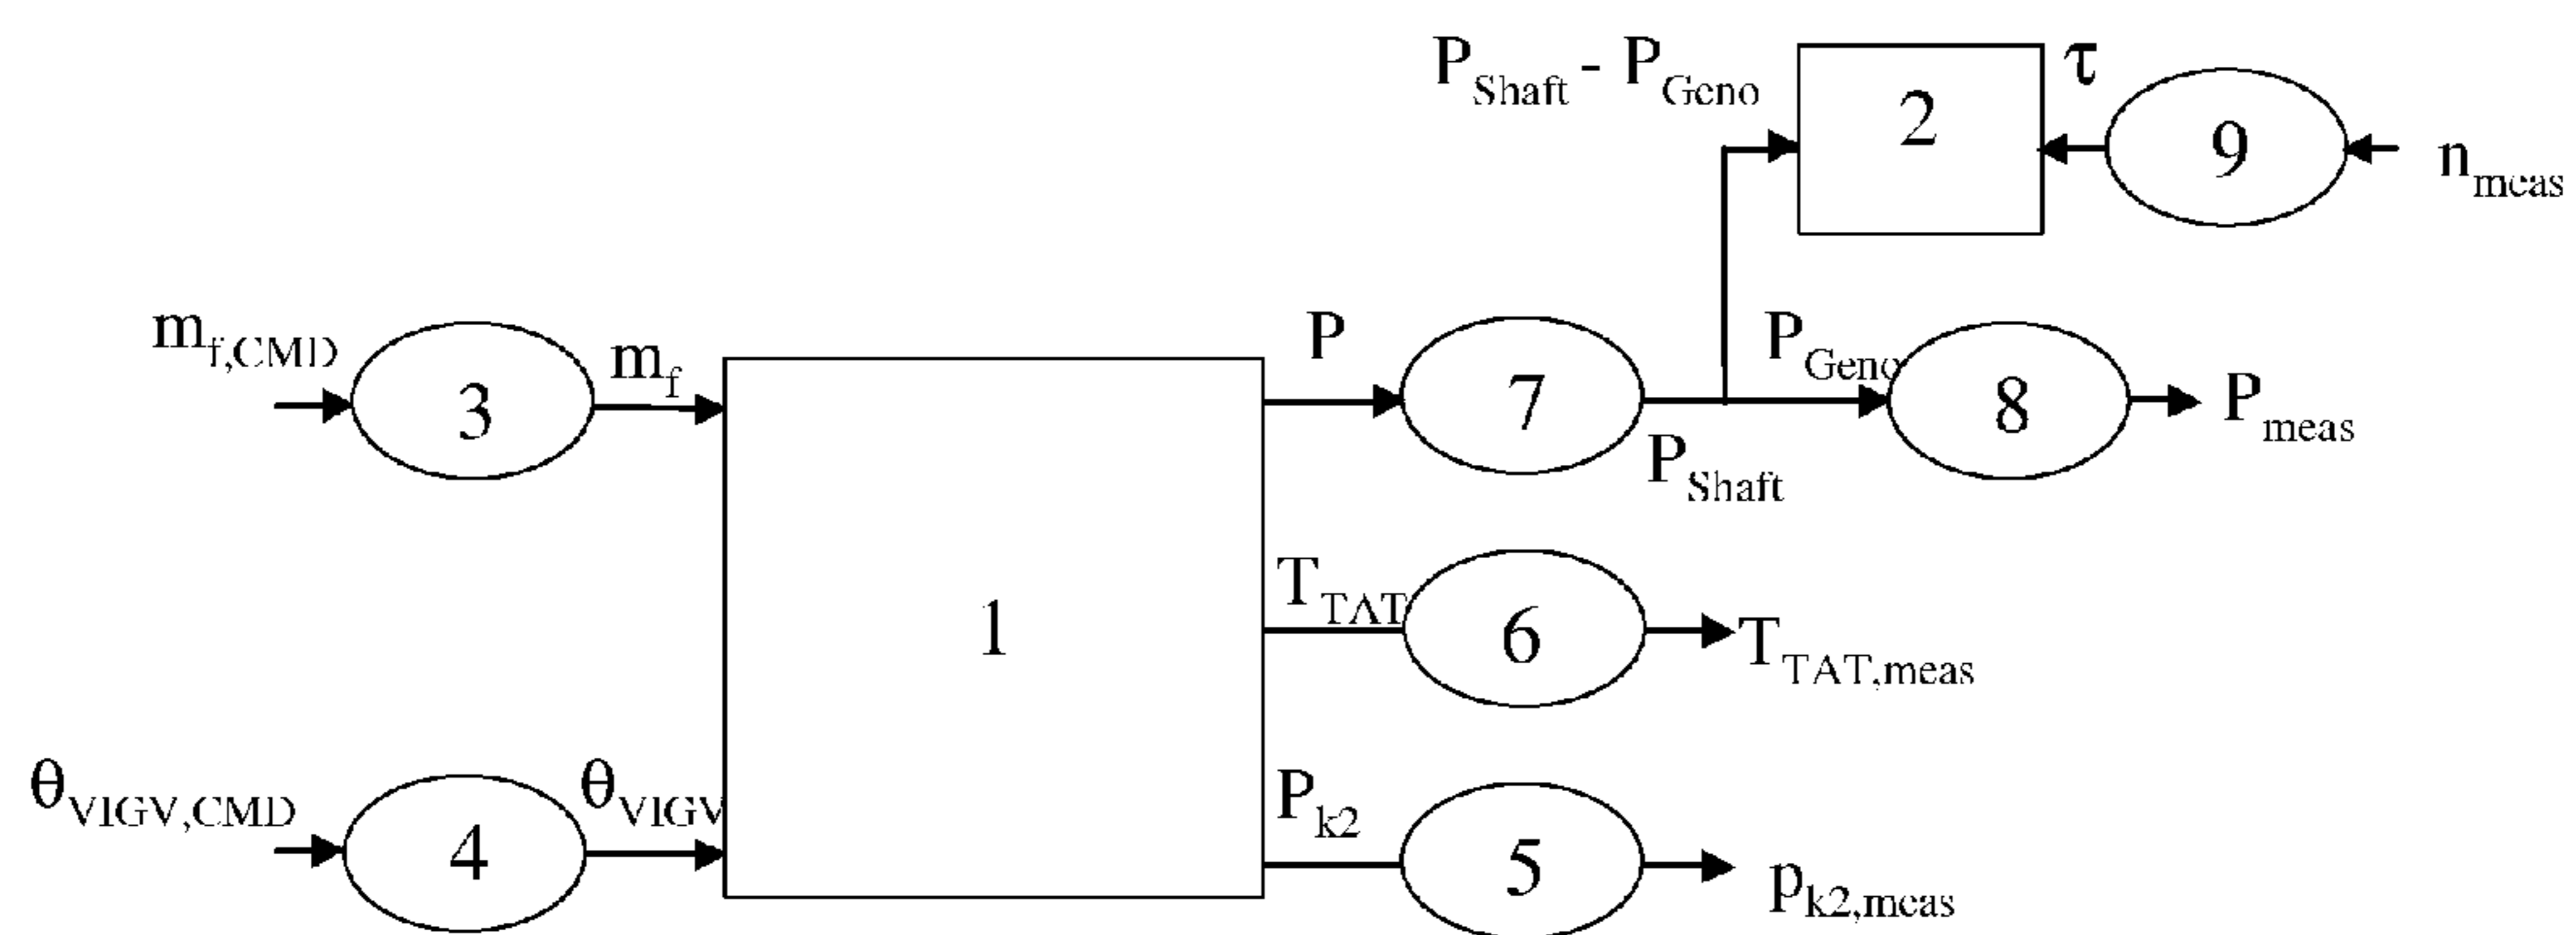 P_Shaft - P_Geno
2
τ
9
n_meas
m_f,CMD
3
m_f
P
7
P_Geno
8
P_meas
P_Shaft
1
T_TAT
6
T_TAT,meas
θ_VIGV,CMD
4
θ_VIGV
P_k2
5
p_k2,meas